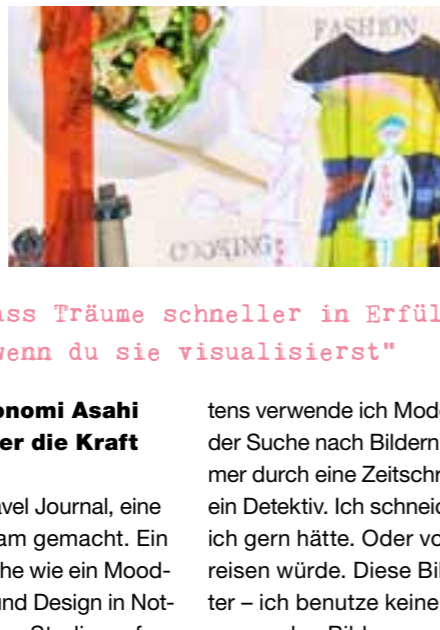 FASHION
COOKING
ass Träume schneller in Erfül
wenn du sie visualisierst"
onomi Asahi
er die Kraft
avel Journal, eine
am gemacht. Ein
he wie ein Mood-
und Design in Not-
tens verwende ich Mode
der Suche nach Bildern
mer durch eine Zeitschr
ein Detektiv. Ich schneid
ich gern hätte. Oder vo
reisen würde. Diese Bil
ter – ich benutze keine